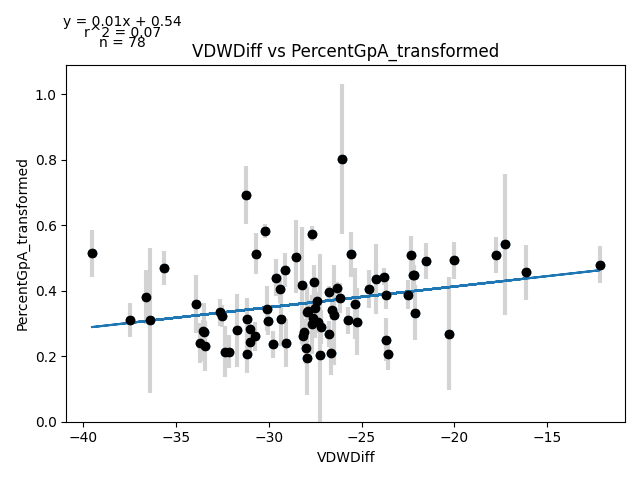 y = 0.01x + 0.54
r^2 = 0.07
n = 78
VDWDiff vs PercentGpA_transformed
PercentGpA_transformed
1.0
0.8
0.6
0.4
0.2
0.0
−40 −35 −30 −25 −20 −15
VDWDiff